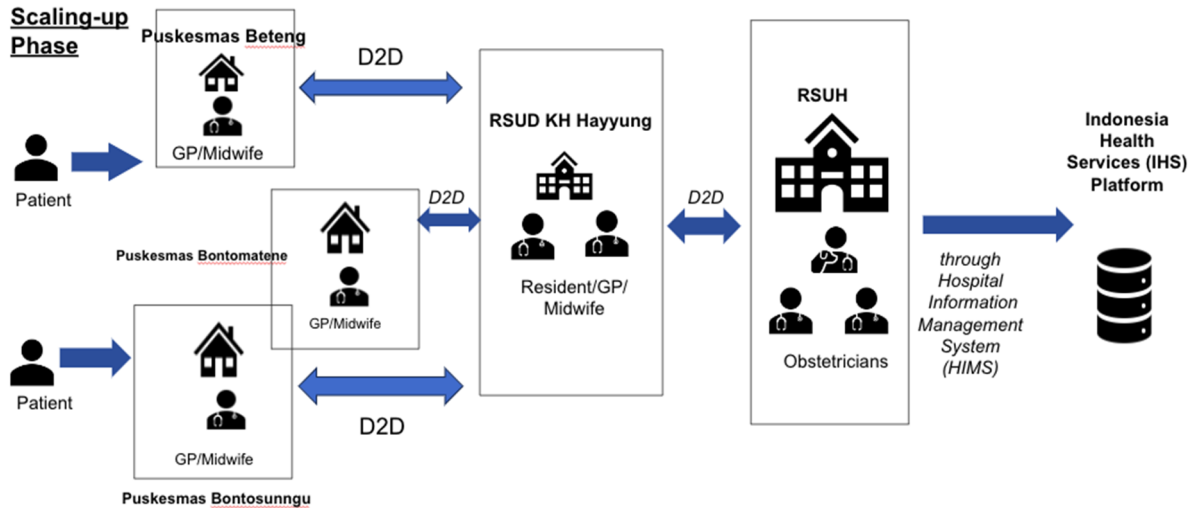 Scaling-up
Phase
Puskesmas Beteng
GP/Midwife
Patient
D2D
Puskesmas Bontomatene
GP/Midwife
D2D
Patient
GP/Midwife
Puskesmas Bontosunngu
D2D
RSUD KH Hayyung
Resident/GP/
Midwife
D2D
RSUH
Obstetricians
through
Hospital
Information
Management
System
(HIMS)
Indonesia
Health
Services (IHS)
Platform